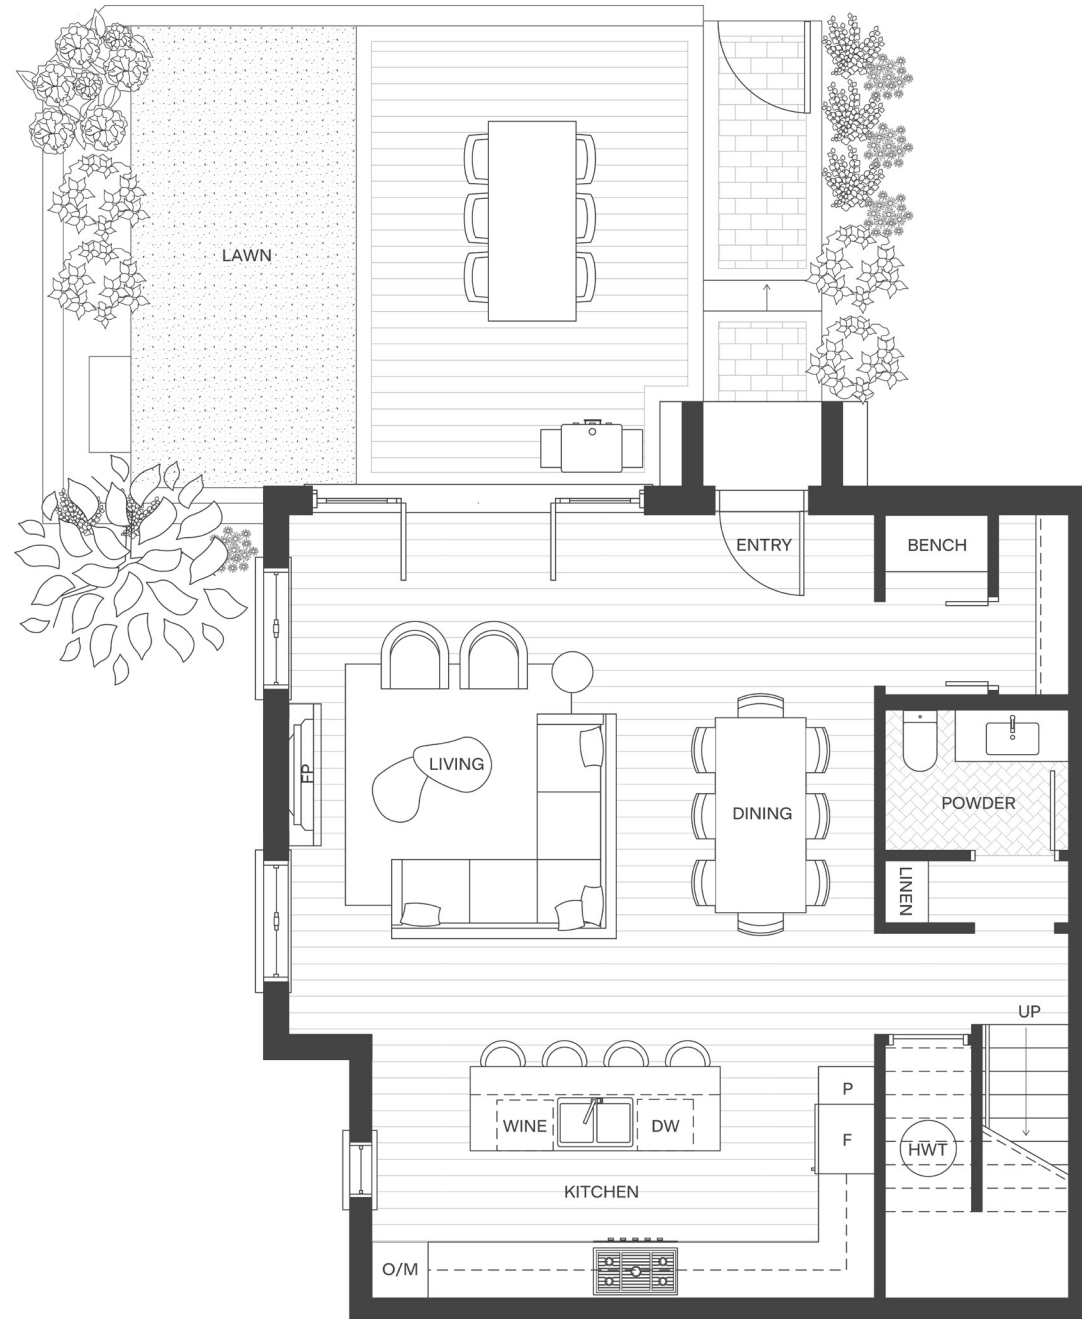 LAWN
ENTRY
BENCH
LIVING
FP
POWDER
DINING
LINEN
UP
P
WINE
DW
F
HWT
KITCHEN
O/M